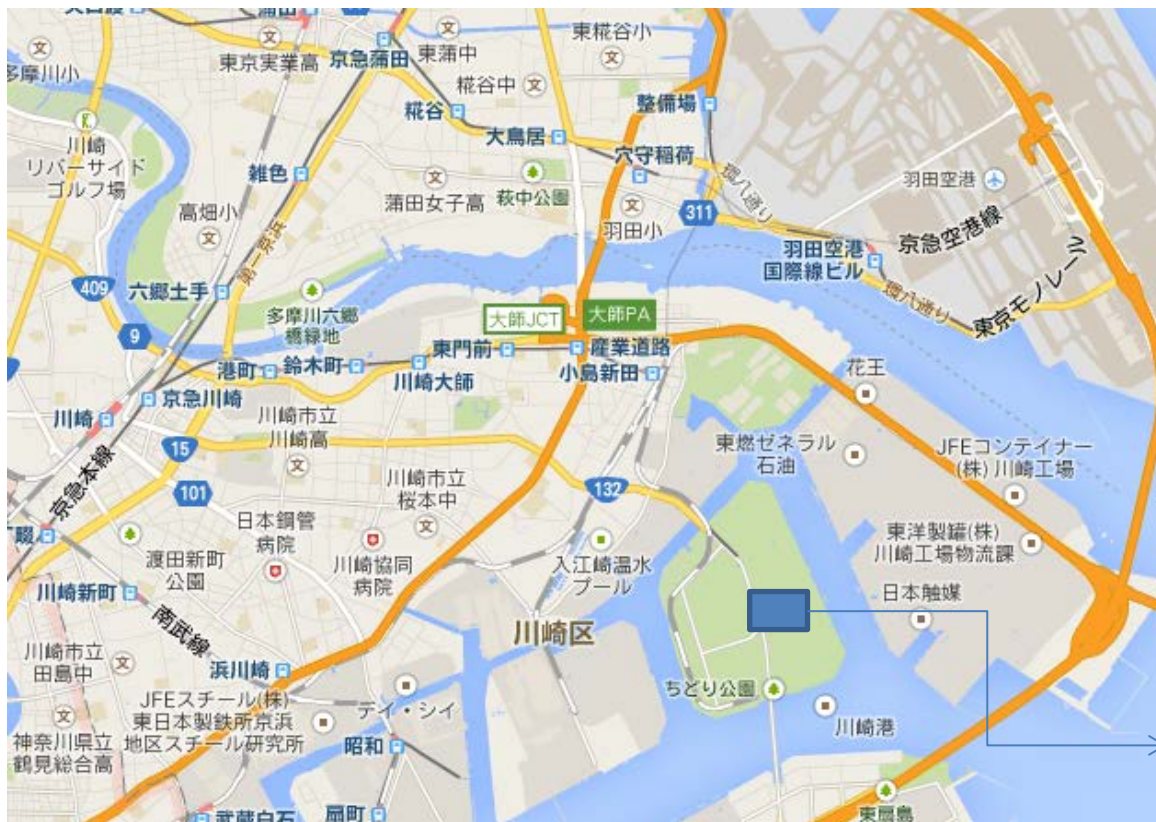 京急蒲田
東京実業高
東蒲中
東糀谷小
多摩川小
糀谷中
糀谷
整備場
大鳥居
川崎
リバーサイド
ゴルフ場
雑色
穴守稲荷
萩中公園
蒲田女子高
環八通り
羽田空港
高畑小
羽田小
311
第一京浜
京急空港線
羽田空港
国際線ビル
409
六郷土手
環八通り
東京モノレール
多摩川六郷
橋緑地
大師JCT
大師PA
9
東門前
産業道路
港町
鈴木町
川崎大師
小島新田
花王
京急川崎
川崎
川崎市立
川崎高
15
東燃ゼネラル
石油
JFEコンテイナー
(株) 川崎工場
京急本線
川崎市立
桜本中
101
132
日本鋼管
病院
畷
渡田新町
公園
川崎協同
病院
入江崎温水
プール
東洋製罐(株)
川崎工場物流課
川崎新町
日本触媒
南武線
川崎区
川崎市立
田島中
浜川崎
ちどり公園
JFEスチール(株)
東日本製鉄所京浜
地区スチール研究所
デイ・シイ
川崎港
神奈川県立
鶴見総合高
昭和
武蔵白石
扇町
東扇島